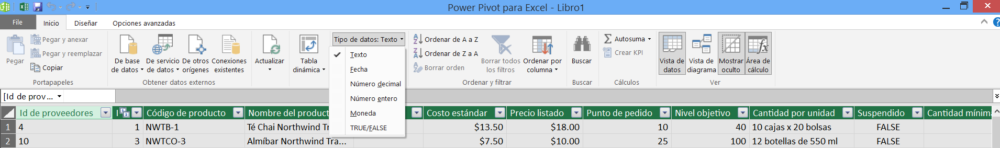 Power Pivot para Excel - Libro1
File Inicio Diseñar Opciones avanzadas
Pegar
Pegar y anexar
Pegar y reemplazar
Copiar
Portapapeles
De base de datos
De servicio de datos
De otros orígenes
Conexiones existentes
Obtener datos externos
Actualizar
Tabla dinámica
Tipo de datos: Texto
Texto
Fecha
Número decimal
Número entero
Moneda
TRUE/FALSE
Ordenar de A a Z
Ordenar de Z a A
Borrar orden
Borrar todos los filtros
Ordenar por columna
Ordenar y filtrar
Buscar
Buscar
Autosuma
Crear KPI
Cálculos
Vista de datos
Vista de diagrama
Mostrar oculto
Área de cálculo
Ver
[Id de prov...
Id de proveedores I Código de producto Nombre del product Costo estándar Precio listado Punto de pedido Nivel objetivo Cantidad por unidad Suspendido Cantidad mínim
1 4 1 NWTB-1 Té Chai Northwind Tr $13.50 $18.00 10 40 10 cajas x 20 bolsas FALSE
2 10 3 NWTCO-3 Almíbar Northwind Tra... $7.50 $10.00 25 100 12 botellas de 550 ml FALSE